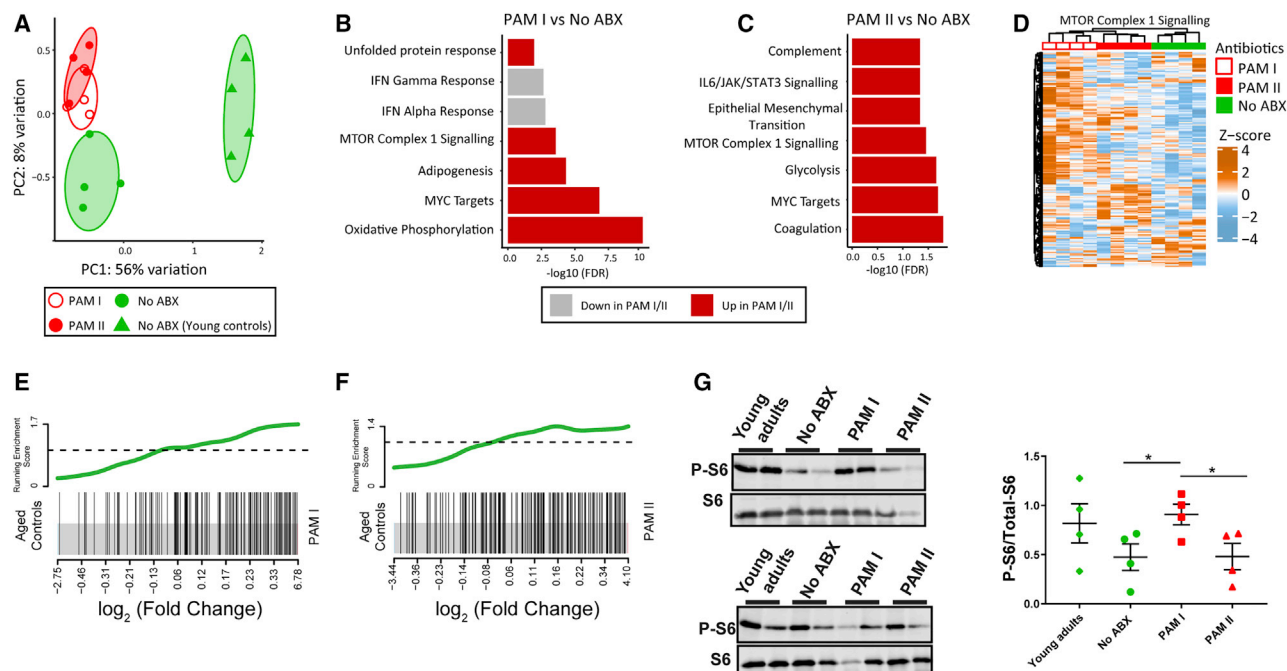 A
0.5
0.0
-0.5
PC2: 8% variation
0.0
1
2
PC1: 56% variation
PAM I
No ABX
PAM II
No ABX (Young controls)
B
PAM I vs No ABX
Unfolded protein response
IFN Gamma Response
IFN Alpha Response
MTOR Complex 1 Signalling
Adipogenesis
MYC Targets
Oxidative Phosphorylation
0.0
2.5
5.0
7.5
10
-log10 (FDR)
C
PAM II vs No ABX
Complement
IL6/JAK/STAT3 Signalling
Epithelial Mesenchymal
Transition
MTOR Complex 1 Signalling
Glycolysis
MYC Targets
Coagulation
0.0
0.5
1.0
1.5
-log10 (FDR)
Down in PAM I/II
Up in PAM I/II
D
MTOR Complex 1 Signalling
Antibiotics
PAM I
PAM II
No ABX
Z-score
4
2
0
−2
−4
E
Running Enrichment
Score
0
1.7
Aged
Controls
PAM I
−2.75
−0.46
−0.31
−0.21
−0.13
0.06
0.12
0.17
0.23
0.33
6.78
log2 (Fold Change)
F
Running Enrichment
Score
0
1.4
Aged
Controls
PAM II
-3.44
-0.36
-0.23
-0.14
-0.08
0.06
0.11
0.16
0.22
0.34
4.10
log2 (Fold Change)
G
Young
adults
No ABX
PAM I
PAM II
P-S6
S6
Young
adults
No ABX
PAM I
PAM II
P-S6
S6
P-S6/Total-S6
1.5
1.0
0.5
0.0
*
*
Young adults
No ABX
PAM I
PAM II